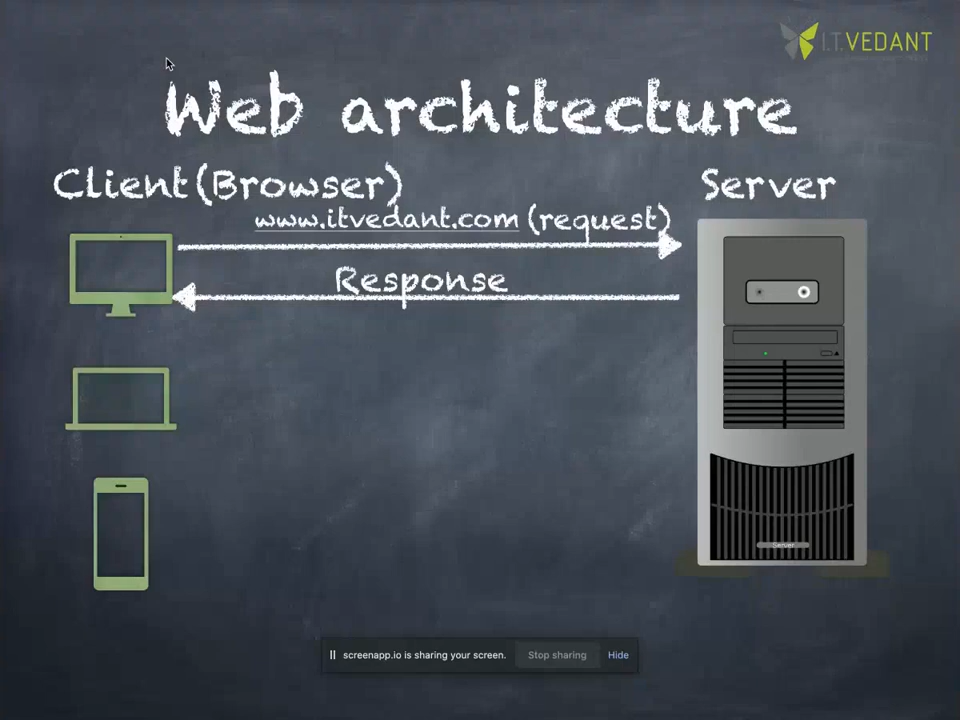 I.T.VEDANT
Web architecture
Client(Browser)
Server
www.itvedant.com (request)
Response
Server
screenapp.io is sharing your screen.
Stop sharing
Hide